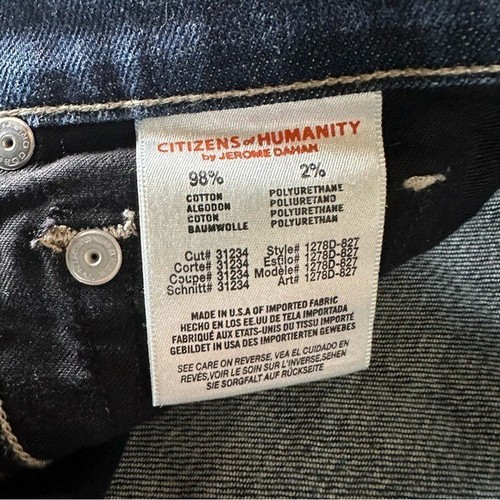 CITIZENS of HUMANITY
by JEROME DAHAN
98% 2%
COTTON POLYURETHANE
ALGODON POLIURETANO
COTON POLYURETHANE
BAUMWOLLE POLYURETHAN
Cut# 31234 Style# 1278D-827
Corte# 31234 Estilo# 1278D-827
Coupe# 31234 Modèle# 1278D-827
Schnitt# 31234 Art# 1278D-827
MADE IN U.S.A OF IMPORTED FABRIC
HECHO EN LOS EE.UU DE TELA IMPORTADA
FABRIQUÉ AUX ETATS-UNIS DU TISSU IMPORTÉ
GEBILDET IN USA DES IMPORTIERTEN GEWEBES
SEE CARE ON REVERSE, VEA EL CUIDADO EN
REVÉS,VOIR LE SOIN SUR L'INVERSE,SEHEN
SIE SORGFALT AUF RÜCKSEITE